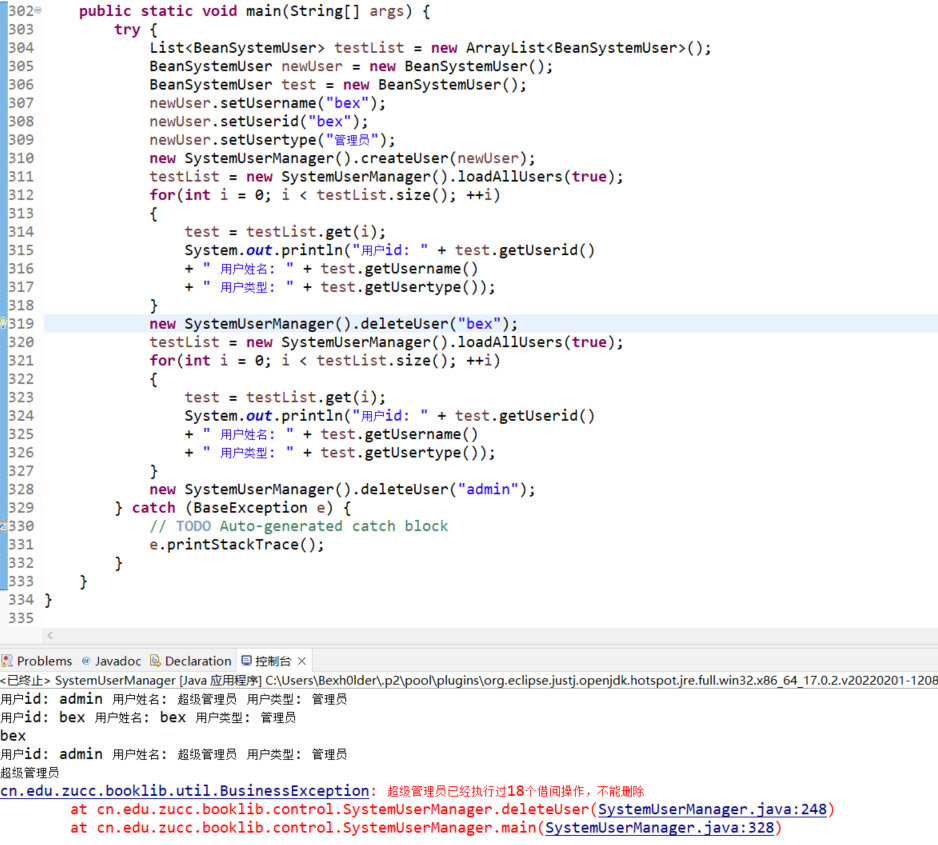 302 public static void main(String[] args) {
303 try {
304 List<BeanSystemUser> testList = new ArrayList<BeanSystemUser>();
305 BeanSystemUser newUser = new BeanSystemUser();
306 BeanSystemUser test = new BeanSystemUser();
307 newUser.setUsername("bex");
308 newUser.setUserid("bex");
309 newUser.setUsertype("管理员");
310 new SystemUserManager().createUser(newUser);
311 testList = new SystemUserManager().loadAllUsers(true);
312 for(int i = 0; i < testList.size(); ++i)
313 {
314 test = testList.get(i);
315 System.out.println("用户id: " + test.getUserid()
316 + " 用户姓名: " + test.getUsername()
317 + " 用户类型: " + test.getUsertype());
318 }
319 new SystemUserManager().deleteUser("bex");
320 testList = new SystemUserManager().loadAllUsers(true);
321 for(int i = 0; i < testList.size(); ++i)
322 {
323 test = testList.get(i);
324 System.out.println("用户id: " + test.getUserid()
325 + " 用户姓名: " + test.getUsername()
326 + " 用户类型: " + test.getUsertype());
327 }
328 new SystemUserManager().deleteUser("admin");
329 } catch (BaseException e) {
330 // TODO Auto-generated catch block
331 e.printStackTrace();
332 }
333 }
334 }
335
Problems @ Javadoc Declaration 控制台
<已终止> SystemUserManager [Java 应用程序] C:\Users\Bexh0lder\.p2\pool\plugins\org.eclipse.justj.openjdk.hotspot.jre.full.win32.x86_64_17.0.2.v20220201-1208
用户id: admin 用户姓名: 超级管理员 用户类型: 管理员
用户id: bex 用户姓名: bex 用户类型: 管理员
bex
用户id: admin 用户姓名: 超级管理员 用户类型: 管理员
超级管理员
cn.edu.zucc.booklib.util.BusinessException: 超级管理员已经执行过18个借阅操作，不能删除
at cn.edu.zucc.booklib.control.SystemUserManager.deleteUser(SystemUserManager.java:248)
at cn.edu.zucc.booklib.control.SystemUserManager.main(SystemUserManager.java:328)